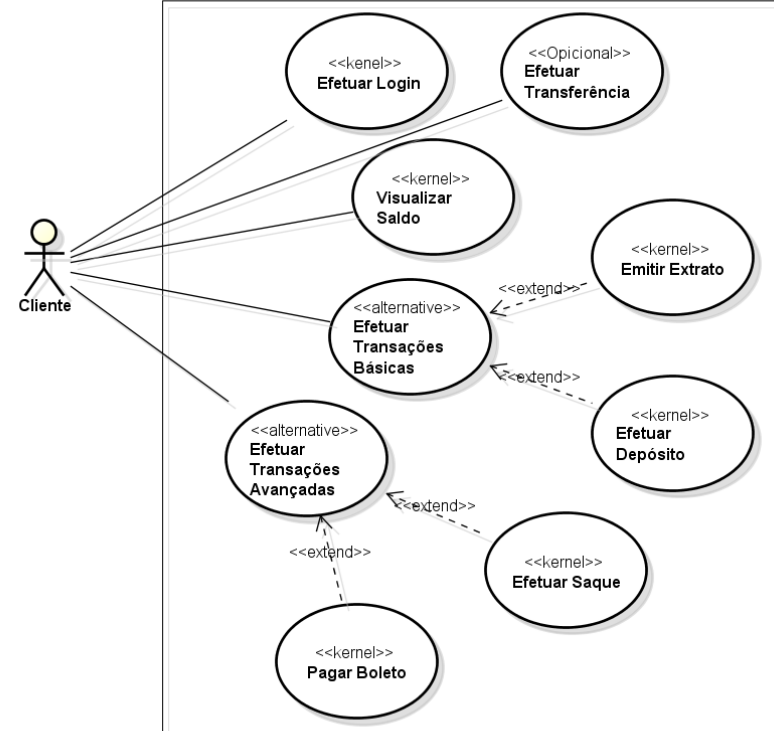 <<kenel>>
Efetuar Login
<<Opicional>>
Efetuar
Transferência
<<kernel>>
Visualizar
Saldo
<<kernel>>
Emitir Extrato
<<extend>>
Cliente
<<alternative>>
Efetuar
Transações
Básicas
<<extend>>
<<kernel>>
Efetuar
Depósito
<<alternative>>
Efetuar
Transações
Avançadas
<<extend>>
<<extend>>
<<kernel>>
Efetuar Saque
<<kernel>>
Pagar Boleto